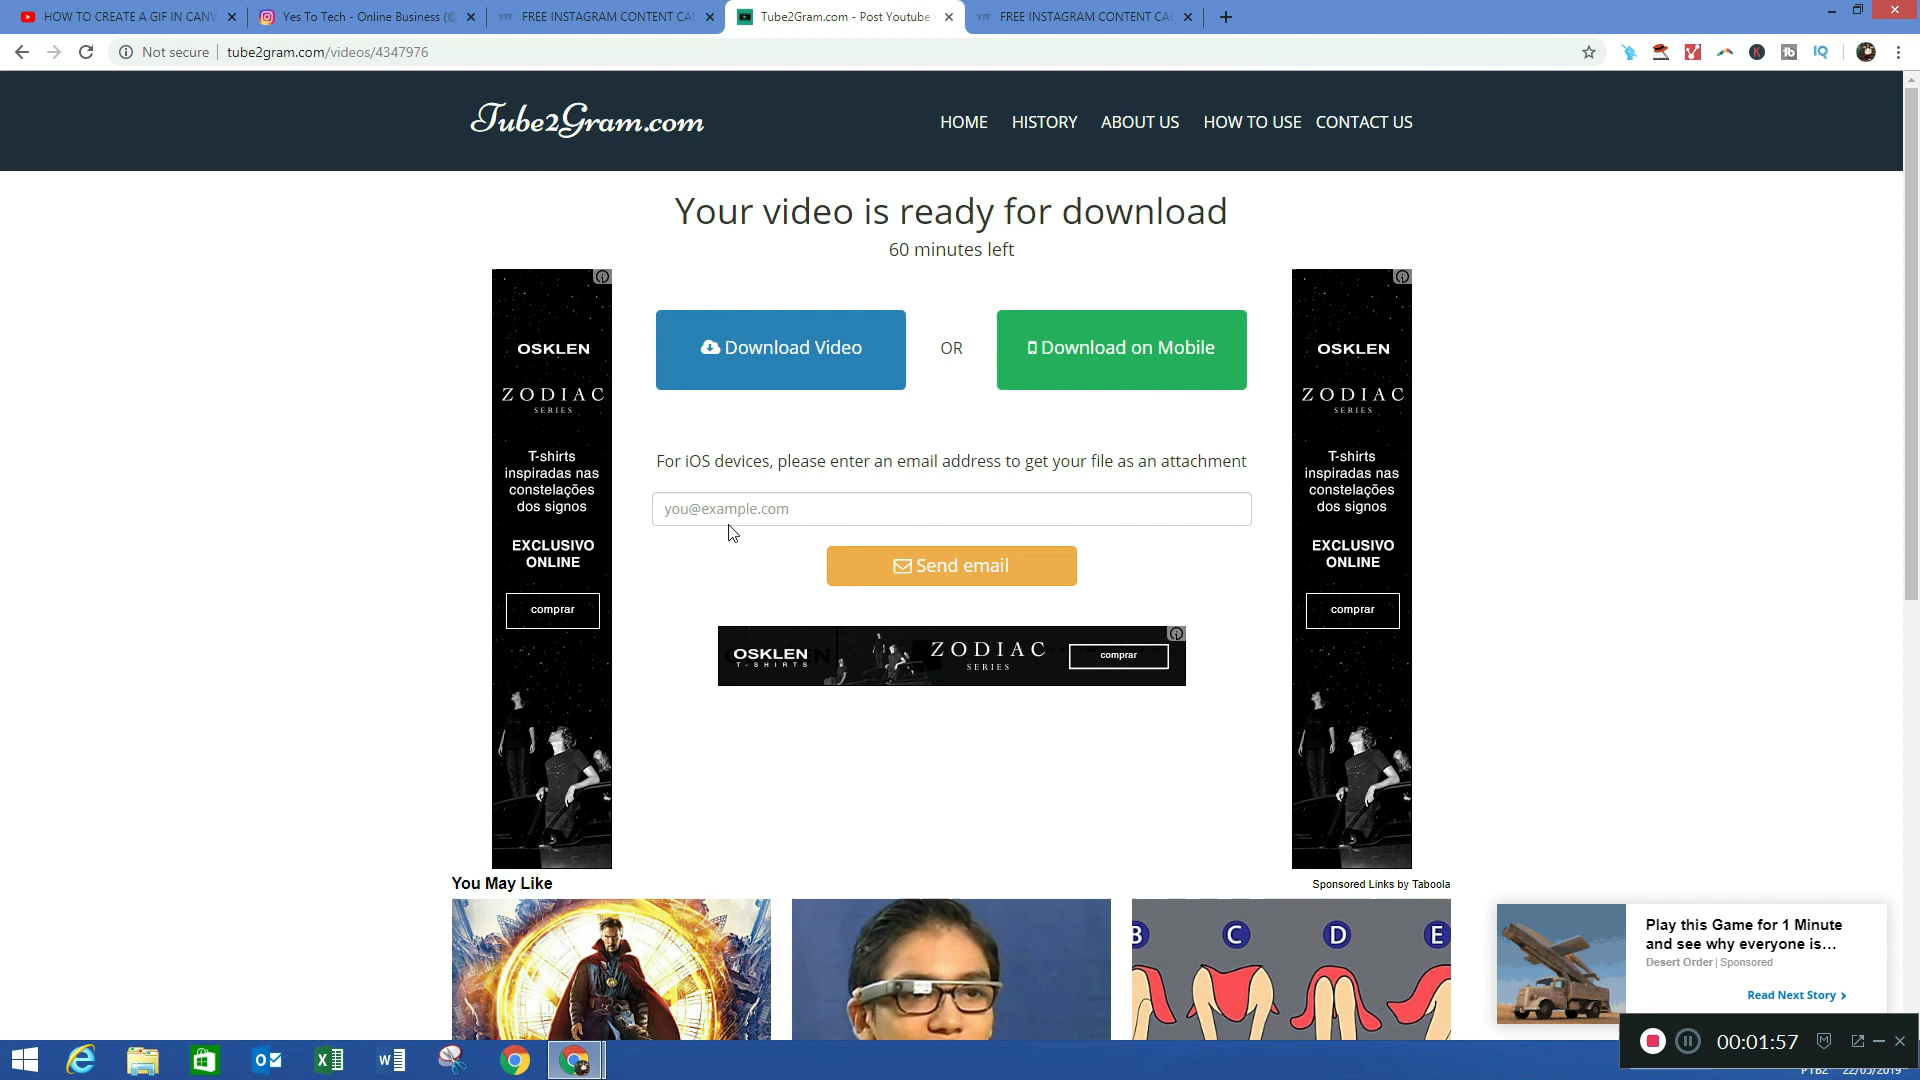 HOW TO CREATE A GIF IN CANV
Yes To Tech - Online Business (@
FREE INSTAGRAM CONTENT CAL
Tube2Gram.com - Post Youtube
FREE INSTAGRAM CONTENT CAL
Not secure
tube2gram.com/videos/4347976
Tube2Gram.com
HOME
HISTORY
ABOUT US
HOW TO USE
CONTACT US
Your video is ready for download
60 minutes left
Download Video
OR
Download on Mobile
For iOS devices, please enter an email address to get your file as an attachment
you@example.com
Send email
OSKLEN
ZODIAC
SERIES
T-shirts
inspiradas nas
constelações
dos signos
EXCLUSIVO
ONLINE
comprar
OSKLEN
T-SHIRTS
ZODIAC
SERIES
comprar
OSKLEN
ZODIAC
SERIES
T-shirts
inspiradas nas
constelações
dos signos
EXCLUSIVO
ONLINE
comprar
You May Like
Sponsored Links by Taboola
B
C
D
E
Play this Game for 1 Minute
and see why everyone is...
Desert Order | Sponsored
Read Next Story
00:01:57
PTB2
22/05/2019